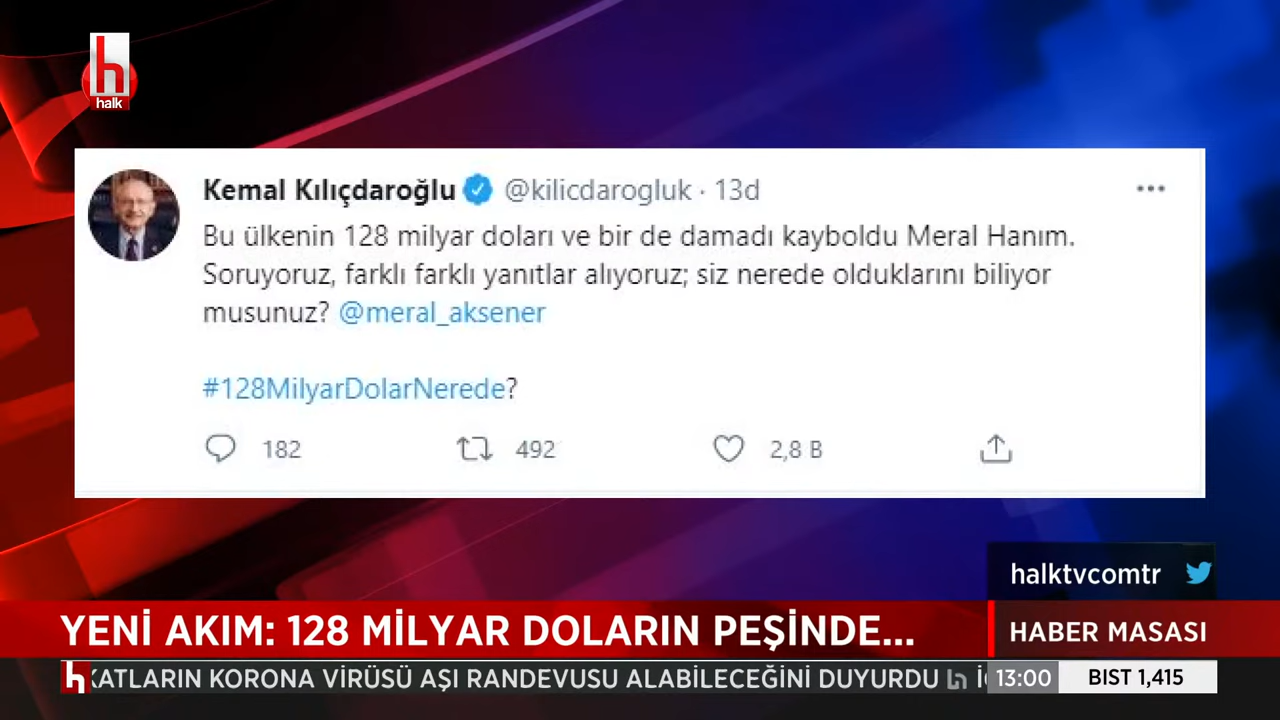 h
halk
Kemal Kılıçdaroğlu @kilicdarogluk · 13d
Bu ülkenin 128 milyar doları ve bir de damadı kayboldu Meral Hanım.
Soruyoruz, farklı farklı yanıtlar alıyoruz; siz nerede olduklarını biliyor
musunuz? @meral_aksener
#128MilyarDolarNerede?
182 492 2,8 B
halktvcomtr
YENİ AKIM: 128 MİLYAR DOLARIN PEŞİNDE...
HABER MASASI
h KATLARIN KORONA VİRÜSÜ AŞI RANDEVUSU ALABİLECEĞİNİ DUYURDU h 13:00 BIST 1,415